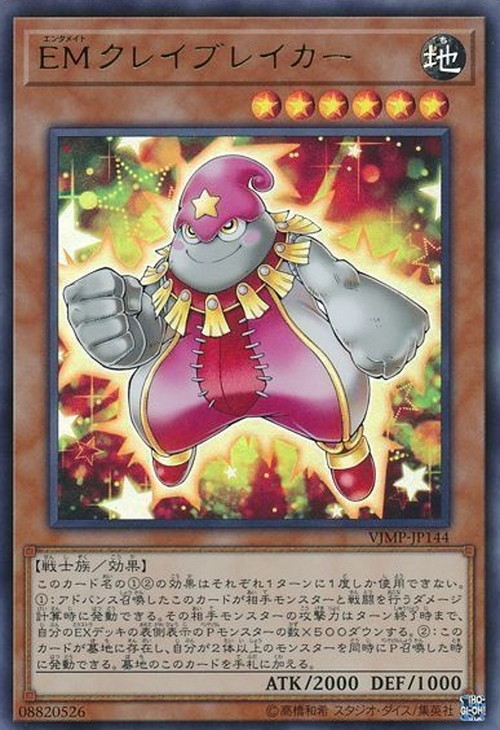 エンタメイト
EMクレイブレイカー
地
VJMP-JP144
【戦士族/効果】
このカード名の①②の効果はそれぞれ1ターンに1度しか使用できない。
①:アドバンス召喚したこのカードが相手モンスターと戦闘を行うダメージ
計算時に発動できる。その相手モンスターの攻撃力はターン終了時まで、
自分のEXデッキの表側表示のPモンスターの数×500ダウンする。②:この
カードが墓地に存在し、自分が2体以上のモンスターを同時にP召喚した時
に発動できる。墓地のこのカードを手札に加える。
ATK/2000 DEF/1000
08820526
©高橋和希 スタジオ・ダイス/集英社